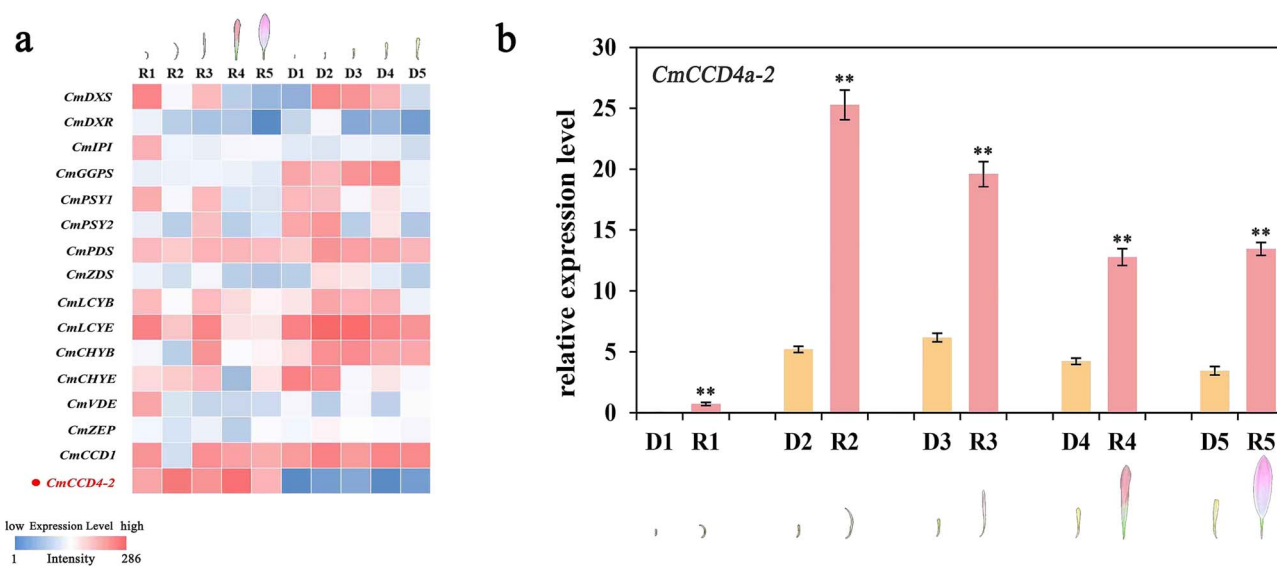 a
R1 R2 R3 R4 R5 D1 D2 D3 D4 D5
CmDXS
CmDXR
CmIPI
CmGGPS
CmPSY1
CmPSY2
CmPDS
CmZDS
CmLCYB
CmLCYE
CmCHYB
CmCHYE
CmVDE
CmZEP
CmCCD1
CmCCD4-2
low Expression Level high
1 Intensity 286
b
CmCCD4a-2
relative expression level
30
25
20
15
10
5
0
**
**
**
**
**
D1 R1 D2 R2 D3 R3 D4 R4 D5 R5